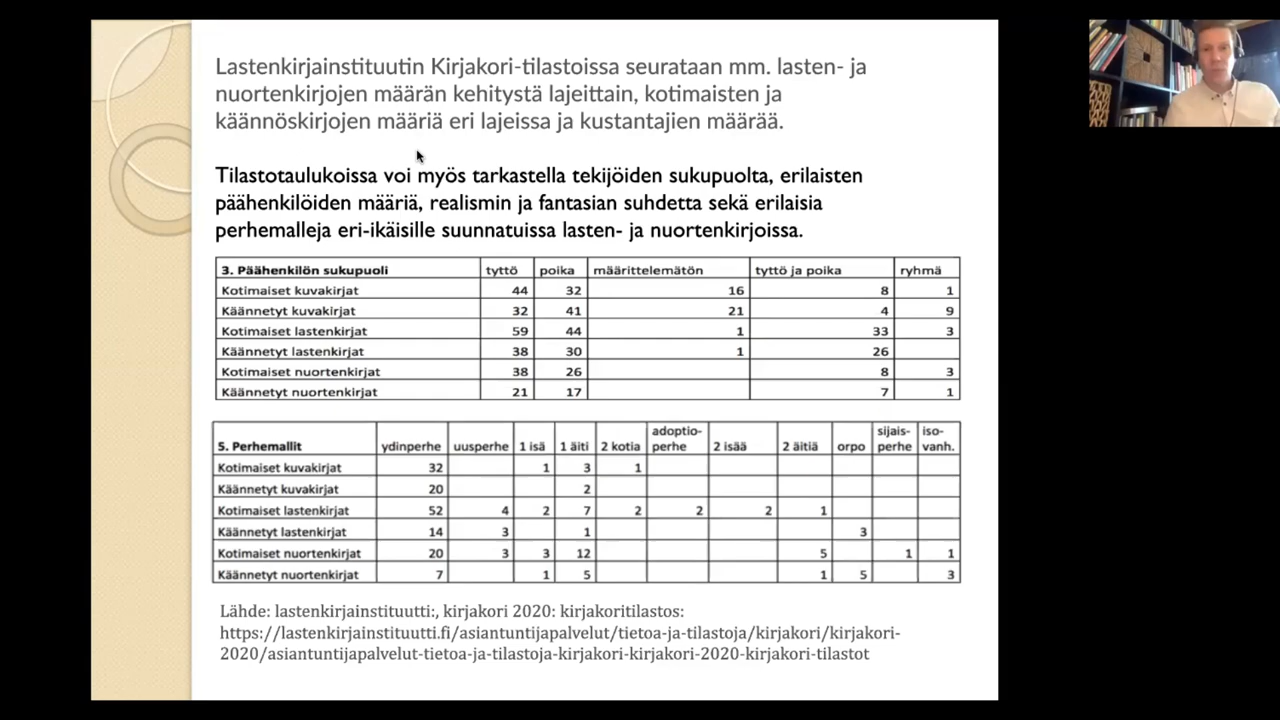 Lastenkirjainstituutin Kirjakori-tilastoissa seurataan mm. lasten- ja
nuortenkirjojen määrän kehitystä lajeittain, kotimaisten ja
käännöskirjojen määriä eri lajeissa ja kustantajien määrää.
Tilastotaulukoissa voi myös tarkastella tekijöiden sukupuolta, erilaisten
päähenkilöiden määriä, realismin ja fantasian suhdetta sekä erilaisia
perhemalleja eri-ikäisille suunnatuissa lasten- ja nuortenkirjoissa.
3. Päähenkilön sukupuoli tyttö poika määrittelemätön tyttö ja poika ryhmä
Kotimaiset kuvakirjat 44 32 16 8 1
Käännetyt kuvakirjat 32 41 21 4 9
Kotimaiset lastenkirjat 59 44 1 33 3
Käännetyt lastenkirjat 38 30 1 26
Kotimaiset nuortenkirjat 38 26 8 3
Käännetyt nuortenkirjat 21 17 7 1
adoptio- sijais- iso-
5. Perhemallit ydinperhe uusperhe 1 isä 1 äiti 2 kotia perhe 2 isää 2 äitiä orpo perhe vanh.
Kotimaiset kuvakirjat 32 1 3 1
Käännetyt kuvakirjat 20 2
Kotimaiset lastenkirjat 52 4 2 7 2 2 2 1
Käännetyt lastenkirjat 14 3 1 3
Kotimaiset nuortenkirjat 20 3 3 12 5 1 1
Käännetyt nuortenkirjat 7 1 5 1 5 3
Lähde: lastenkirjainstituutti:, kirjakori 2020: kirjakoritilastos:
https://lastenkirjainstituutti.fi/asiantuntijapalvelut/tietoa-ja-tilastoja/kirjakori/kirjakori-
2020/asiantuntijapalvelut-tietoa-ja-tilastoja-kirjakori-kirjakori-2020-kirjakori-tilastot